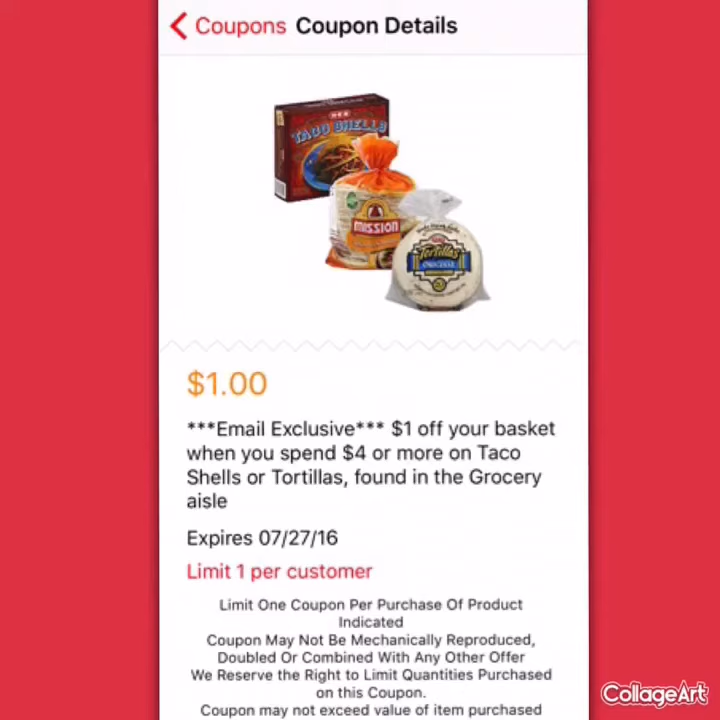 Coupons Coupon Details
H-E-B
TACO SHELLS
MISSION
Tortillas
$1.00
***Email Exclusive*** $1 off your basket
when you spend $4 or more on Taco
Shells or Tortillas, found in the Grocery
aisle
Expires 07/27/16
Limit 1 per customer
Limit One Coupon Per Purchase Of Product
Indicated
Coupon May Not Be Mechanically Reproduced,
Doubled Or Combined With Any Other Offer
We Reserve the Right to Limit Quantities Purchased
on this Coupon.
Coupon may not exceed value of item purchased
CollageArt